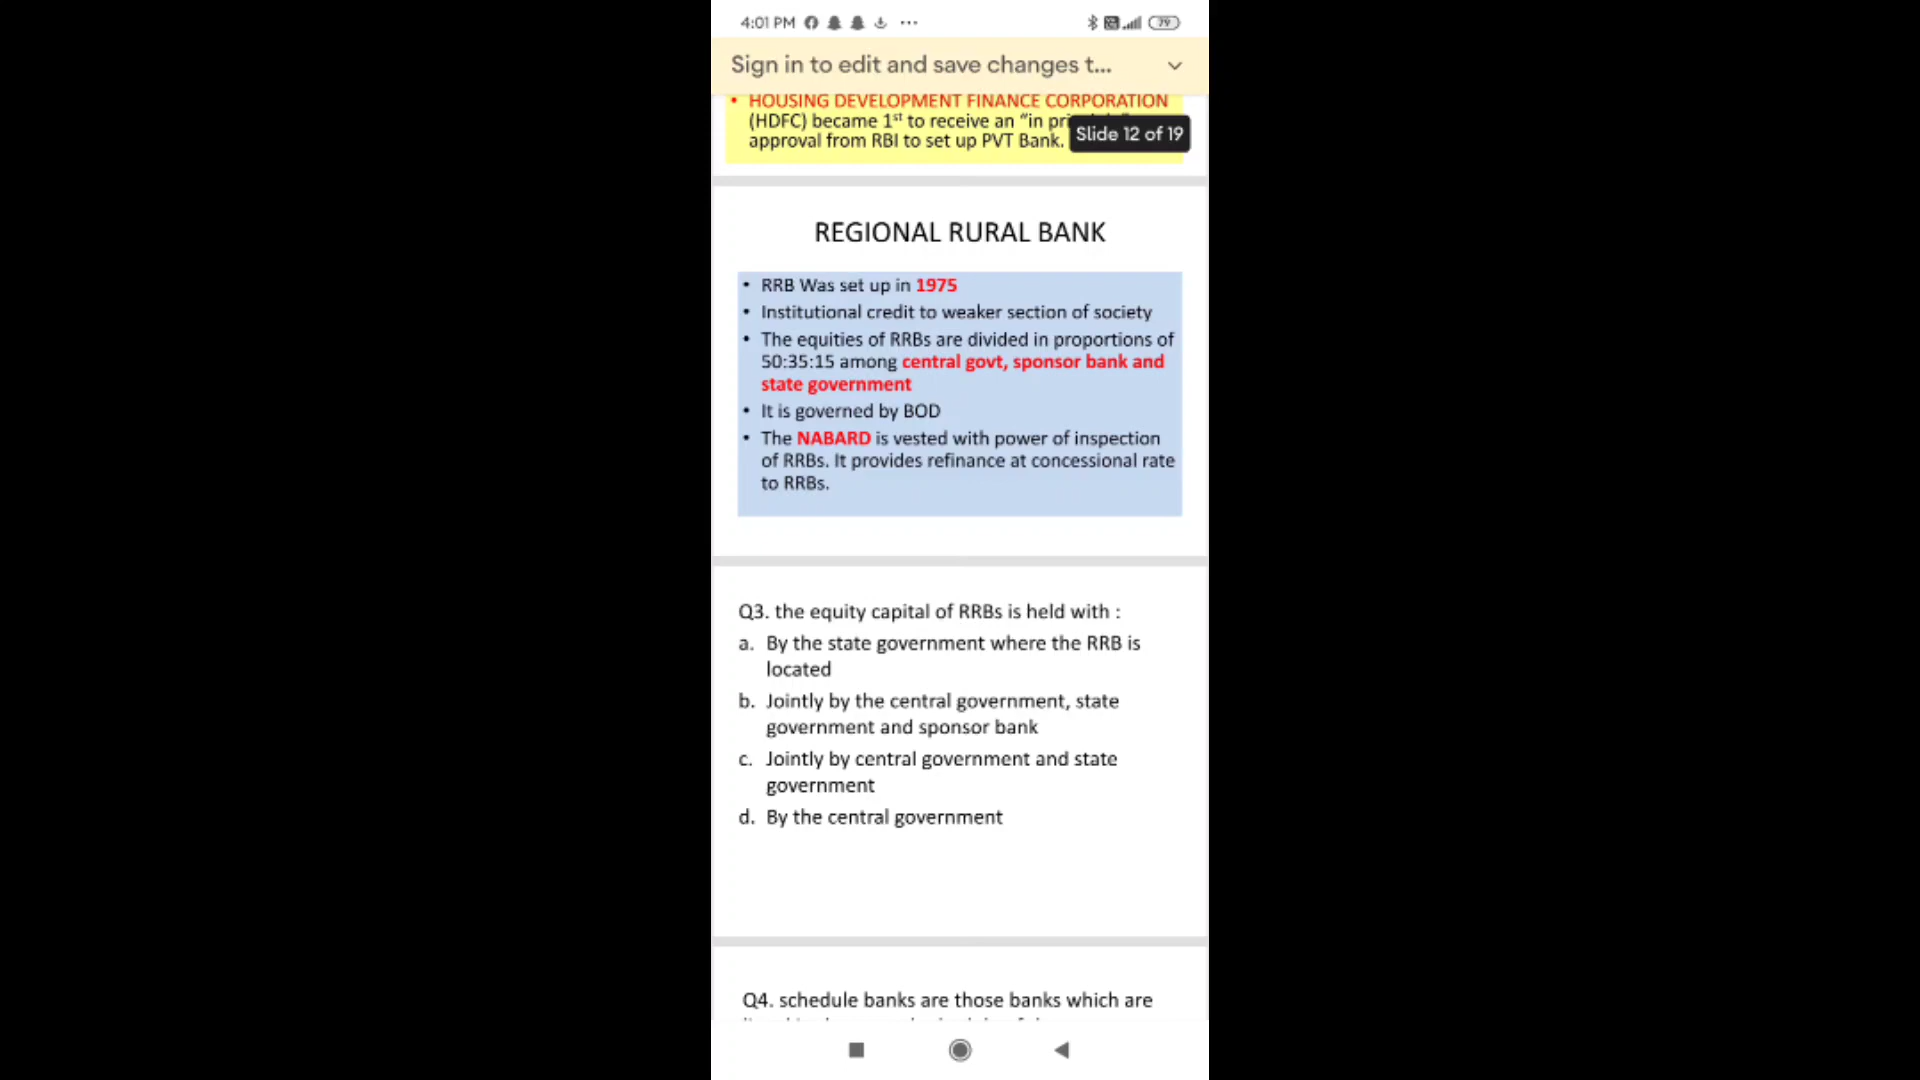 4:01 PM
79
Sign in to edit and save changes t...
• HOUSING DEVELOPMENT FINANCE CORPORATION
(HDFC) became 1st to receive an "in
approval from RBI to set up PVT Bank.
Slide 12 of 19
REGIONAL RURAL BANK
• RRB Was set up in 1975
• Institutional credit to weaker section of society
• The equities of RRBs are divided in proportions of
50:35:15 among central govt, sponsor bank and
state government
• It is governed by BOD
• The NABARD is vested with power of inspection
of RRBs. It provides refinance at concessional rate
to RRBs.
Q3. the equity capital of RRBs is held with :
a. By the state government where the RRB is
located
b. Jointly by the central government, state
government and sponsor bank
c. Jointly by central government and state
government
d. By the central government
Q4. schedule banks are those banks which are